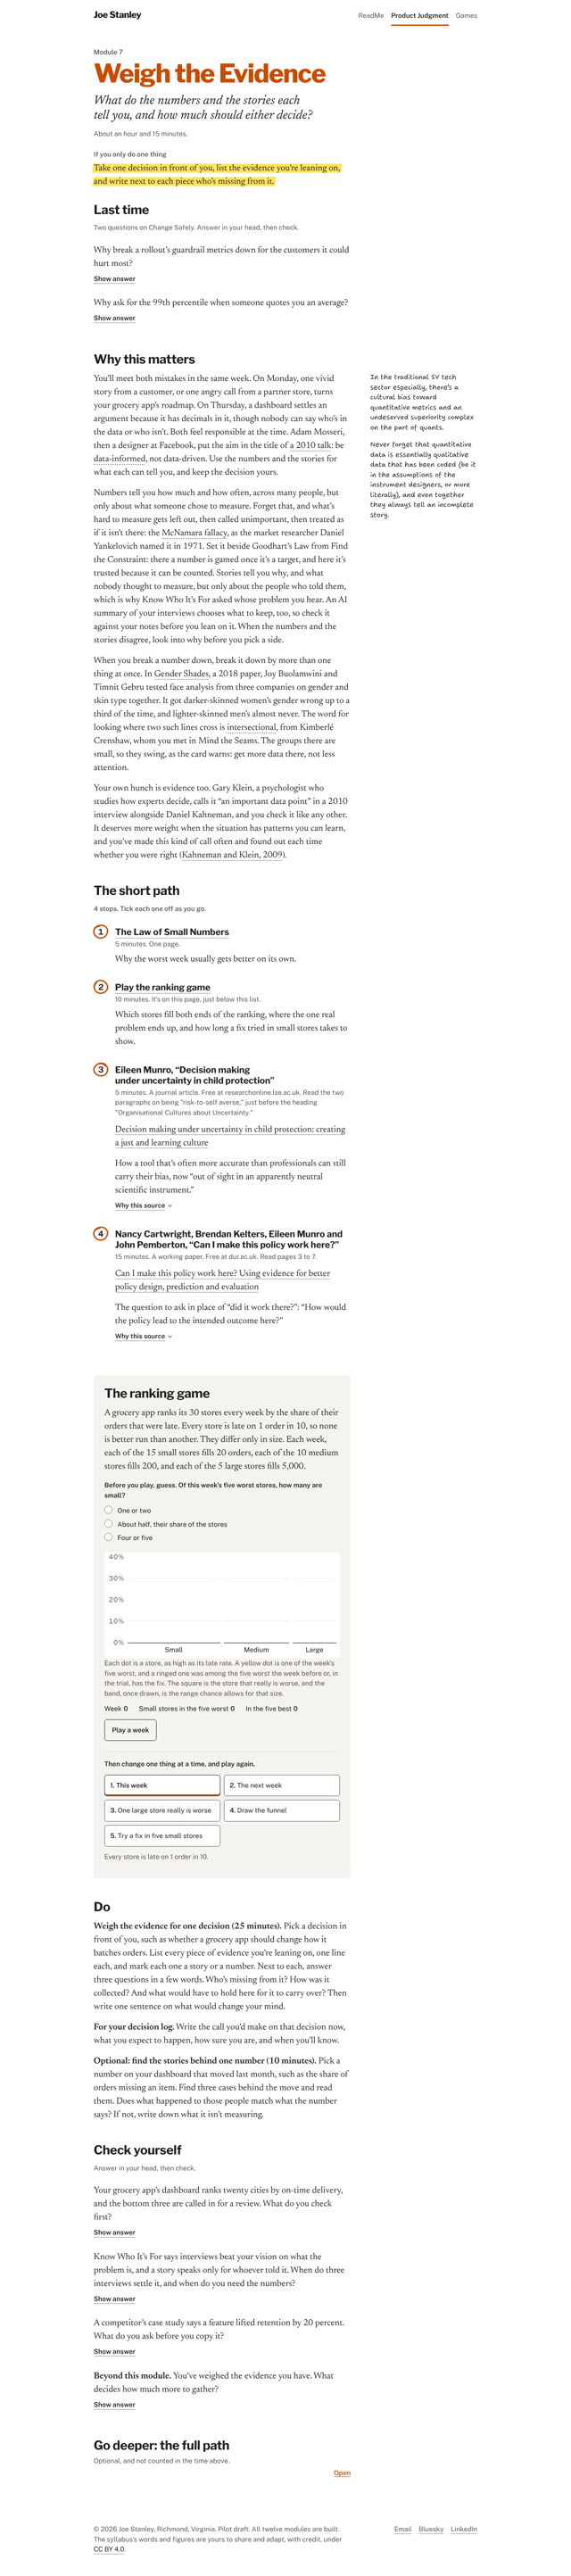 Joe Stanley
ReadMe Product Judgment Games
Module 7
Weigh the Evidence
What do the numbers and the stories each
tell you, and how much should either decide?
About an hour and 15 minutes.
If you only do one thing
Take one decision in front of you, list the evidence you're leaning on,
and write next to each piece who's missing from it.
Last time
Two questions on Change Safely. Answer in your head, then check.
Why break a rollout's guardrail metrics down for the customers it could
hurt most?
Show answer
Why ask for the 99th percentile when someone quotes you an average?
Show answer
Why this matters
You'll meet both mistakes in the same week. On Monday, one vivid
story from a customer, or one angry call from a partner store, turns
your grocery app's roadmap. On Thursday, a dashboard settles an
argument because it has decimals in it, though nobody can say who's in
the data or who isn't. Both feel responsible at the time. Adam Mosseri,
then a designer at Facebook, put the aim in the title of a 2010 talk: be
data-informed, not data-driven. Use the numbers and the stories for
what each can tell you, and keep the decision yours.
Numbers tell you how much and how often, across many people, but
only about what someone chose to measure. Forget that, and what's
hard to measure gets left out, then called unimportant, then treated as
if it isn't there: the McNamara fallacy, as the market researcher Daniel
Yankelovich named it in 1971. Set it beside Goodhart's Law from Find
the Constraint: there a number is gamed once it's a target, and here it's
trusted because it can be counted. Stories tell you why, and what
nobody thought to measure, but only about the people who told them,
which is why Know Who It's For asked whose problem you hear. An AI
summary of your interviews chooses what to keep, too, so check it
against your notes before you lean on it. When the numbers and the
stories disagree, look into why before you pick a side.
When you break a number down, break it down by more than one
thing at once. In Gender Shades, a 2018 paper, Joy Buolamwini and
Timnit Gebru tested face analysis from three companies on gender and
skin type together. It got darker-skinned women's gender wrong up to a
third of the time, and lighter-skinned men's almost never. The word for
looking where two such lines cross is intersectional, from Kimberlé
Crenshaw, whom you met in Mind the Seams. The groups there are
small, so they swing, as the card warns: get more data there, not less
attention.
Your own hunch is evidence too. Gary Klein, a psychologist who
studies how experts decide, calls it “an important data point” in a 2010
interview alongside Daniel Kahneman, and you check it like any other.
It deserves more weight when the situation has patterns you can learn,
and you've made this kind of call often and found out each time
whether you were right (Kahneman and Klein, 2009).
In the traditional SV tech
sector especially, there's a
cultural bias toward
quantitative metrics and an
undeserved superiority complex
on the part of quants.
Never forget that quantitative
data is essentially qualitative
data that has been coded (be it
in the assumptions of the
instrument designers, or more
literally), and even together
they always tell an incomplete
story.
The short path
4 stops. Tick each one off as you go.
1 The Law of Small Numbers
5 minutes. One page.
Why the worst week usually gets better on its own.
2 Play the ranking game
10 minutes. It's on this page, just below this list.
Which stores fill both ends of the ranking, where the one real
problem ends up, and how long a fix tried in small stores takes to
show.
3 Eileen Munro, “Decision making
under uncertainty in child protection”
5 minutes. A journal article. Free at researchonline.lse.ac.uk. Read the two
paragraphs on being “risk-to-self averse,” just before the heading
“Organisational Cultures about Uncertainty.”
Decision making under uncertainty in child protection: creating
a just and learning culture
How a tool that's often more accurate than professionals can still
carry their bias, now “out of sight in an apparently neutral
scientific instrument.”
Why this source
4 Nancy Cartwright, Brendan Kelters, Eileen Munro and
John Pemberton, “Can I make this policy work here?”
15 minutes. A working paper. Free at dur.ac.uk. Read pages 3 to 7.
Can I make this policy work here? Using evidence for better
policy design, prediction and evaluation
The question to ask in place of “did it work there?”: “How would
the policy lead to the intended outcome here?”
Why this source
The ranking game
A grocery app ranks its 30 stores every week by the share of their
orders that were late. Every store is late on 1 order in 10, so none
is better run than another. They differ only in size. Each week,
each of the 15 small stores fills 20 orders, each of the 10 medium
stores fills 200, and each of the 5 large stores fills 5,000.
Before you play, guess. Of this week's five worst stores, how many are
small?
One or two
About half, their share of the stores
Four or five
40%
30%
20%
10%
0%
Small Medium Large
Each dot is a store, as high as its late rate. A yellow dot is one of the week's
five worst, and a ringed one was among the five worst the week before or, in
the trial, has the fix. The square is the store that really is worse, and the
band, once drawn, is the range chance allows for that size.
Week 0 Small stores in the five worst 0 In the five best 0
Play a week
Then change one thing at a time, and play again.
1. This week
2. The next week
3. One large store really is worse
4. Draw the funnel
5. Try a fix in five small stores
Every store is late on 1 order in 10.
Do
Weigh the evidence for one decision (25 minutes). Pick a decision in
front of you, such as whether a grocery app should change how it
batches orders. List every piece of evidence you're leaning on, one line
each, and mark each one a story or a number. Next to each, answer
three questions in a few words. Who's missing from it? How was it
collected? And what would have to hold here for it to carry over? Then
write one sentence on what would change your mind.
For your decision log. Write the call you'd make on that decision now,
what you expect to happen, how sure you are, and when you'll know.
Optional: find the stories behind one number (10 minutes). Pick a
number on your dashboard that moved last month, such as the share of
orders missing an item. Find three cases behind the move and read
them. Does what happened to those people match what the number
says? If not, write down what it isn't measuring.
Check yourself
Answer in your head, then check.
Your grocery app's dashboard ranks twenty cities by on-time delivery,
and the bottom three are called in for a review. What do you check
first?
Show answer
Know Who It's For says interviews beat your vision on what the
problem is, and a story speaks only for whoever told it. When do three
interviews settle it, and when do you need the numbers?
Show answer
A competitor's case study says a feature lifted retention by 20 percent.
What do you ask before you copy it?
Show answer
Beyond this module. You've weighed the evidence you have. What
decides how much more to gather?
Show answer
Go deeper: the full path
Optional, and not counted in the time above.
Open
© 2026 Joe Stanley, Richmond, Virginia. Pilot draft. All twelve modules are built.
The syllabus's words and figures are yours to share and adapt, with credit, under
CC BY 4.0.
Email Bluesky LinkedIn